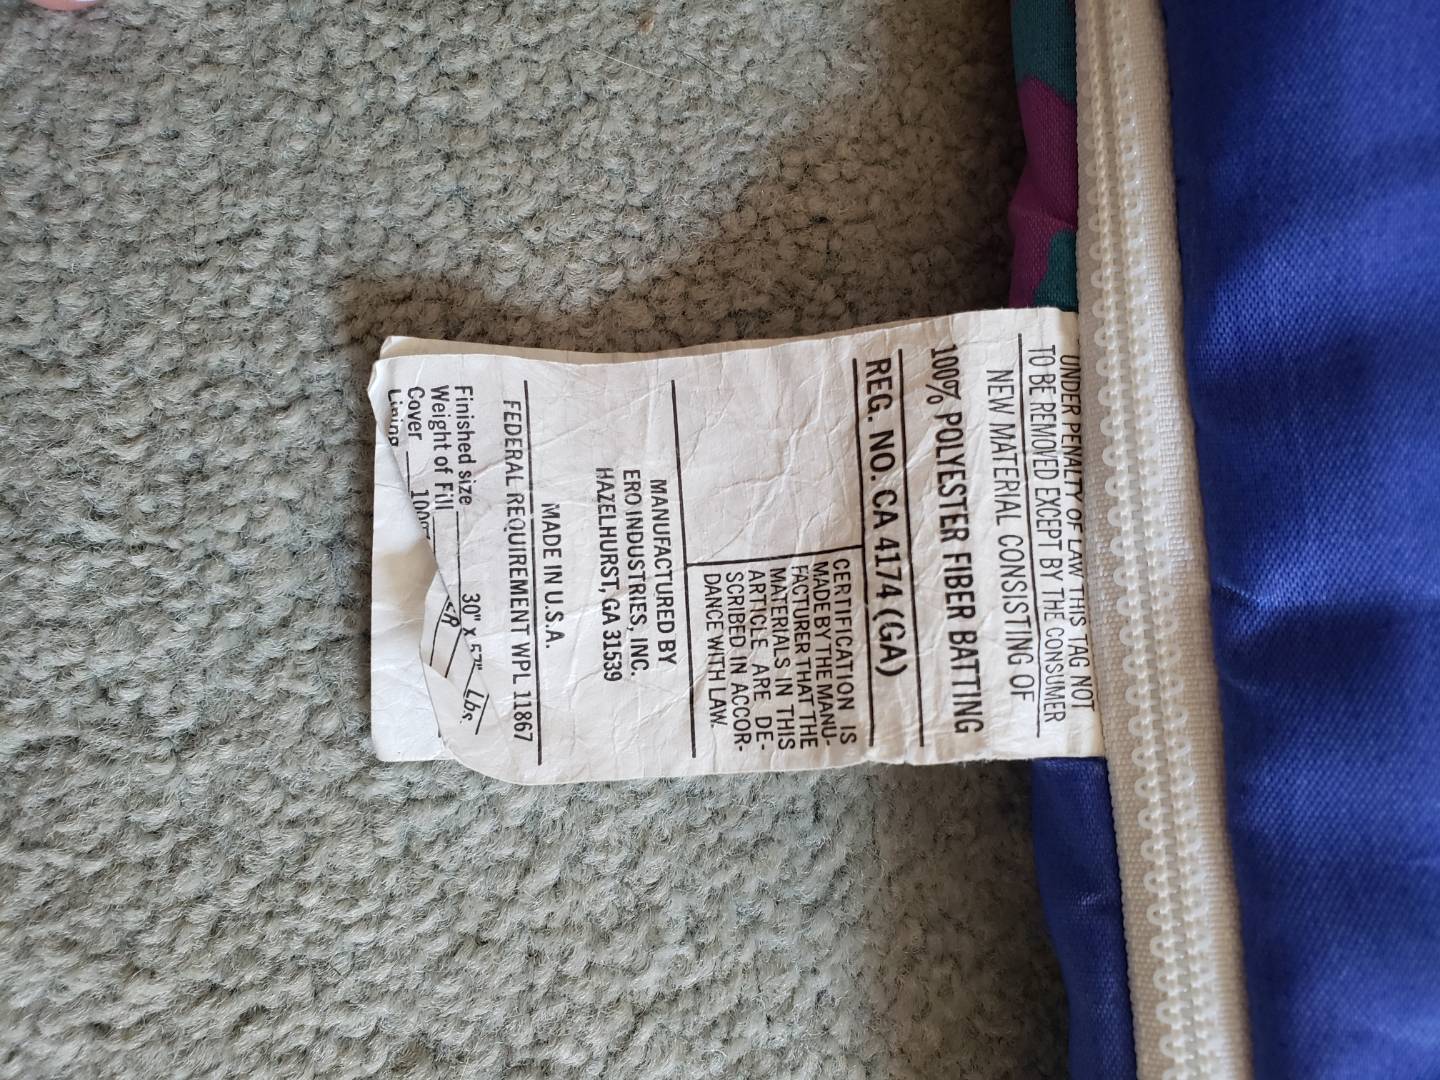 UNDER PENALTY OF LAW THIS TAG NOT
TO BE REMOVED EXCEPT BY THE CONSUMER
NEW MATERIAL CONSISTING OF
100% POLYESTER FIBER BATTING
REG. NO. CA 4174 (GA)
CERTIFICATION IS
MADE BY THE MANU-
FACTURER THAT THE
MATERIALS IN THIS
ARTICLE ARE DE-
SCRIBED IN ACCOR-
DANCE WITH LAW.
MANUFACTURED BY
ERO INDUSTRIES, INC.
HAZELHURST, GA 31539
MADE IN U.S.A.
FEDERAL REQUIREMENT WPL 11867
Finished size 30" x 57"
Weight of Fill Lbs.
Cover
Lining